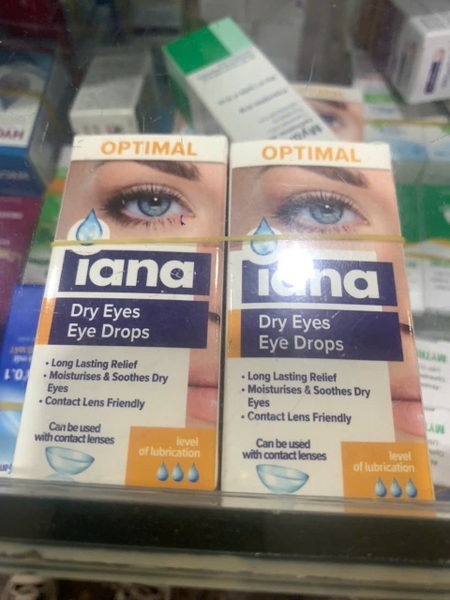 OPTIMAL
iana
Dry Eyes
Eye Drops
• Long Lasting Relief
• Moisturises & Soothes Dry
Eyes
• Contact Lens Friendly
Can be used
with contact lenses
level
of lubrication
OPTIMAL
iana
Dry Eyes
Eye Drops
• Long Lasting Relief
• Moisturises & Soothes Dry
Eyes
• Contact Lens Friendly
Can be used
with contact lenses
level
of lubrication